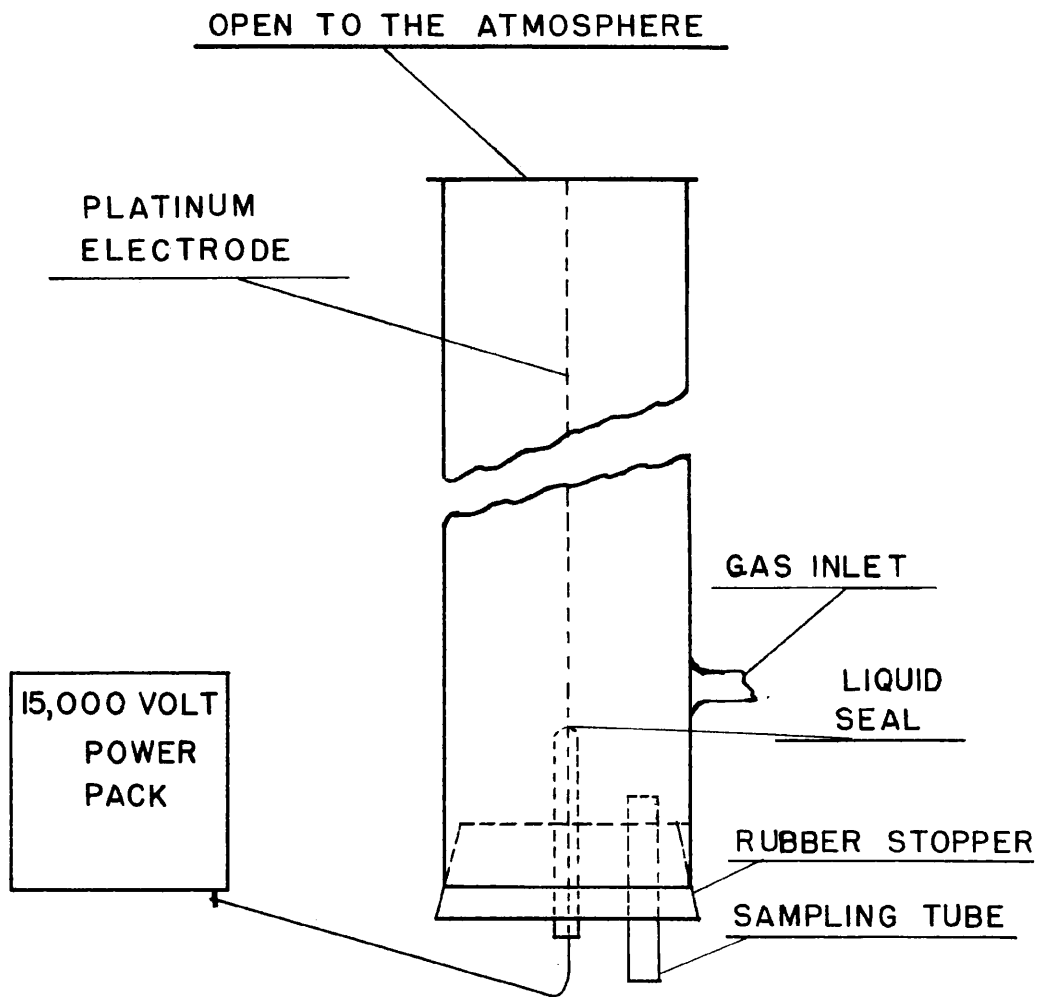 OPEN TO THE ATMOSPHERE
PLATINUM
ELECTRODE
GAS INLET
LIQUID
SEAL
15,000 VOLT
POWER
PACK
RUBBER STOPPER
SAMPLING TUBE